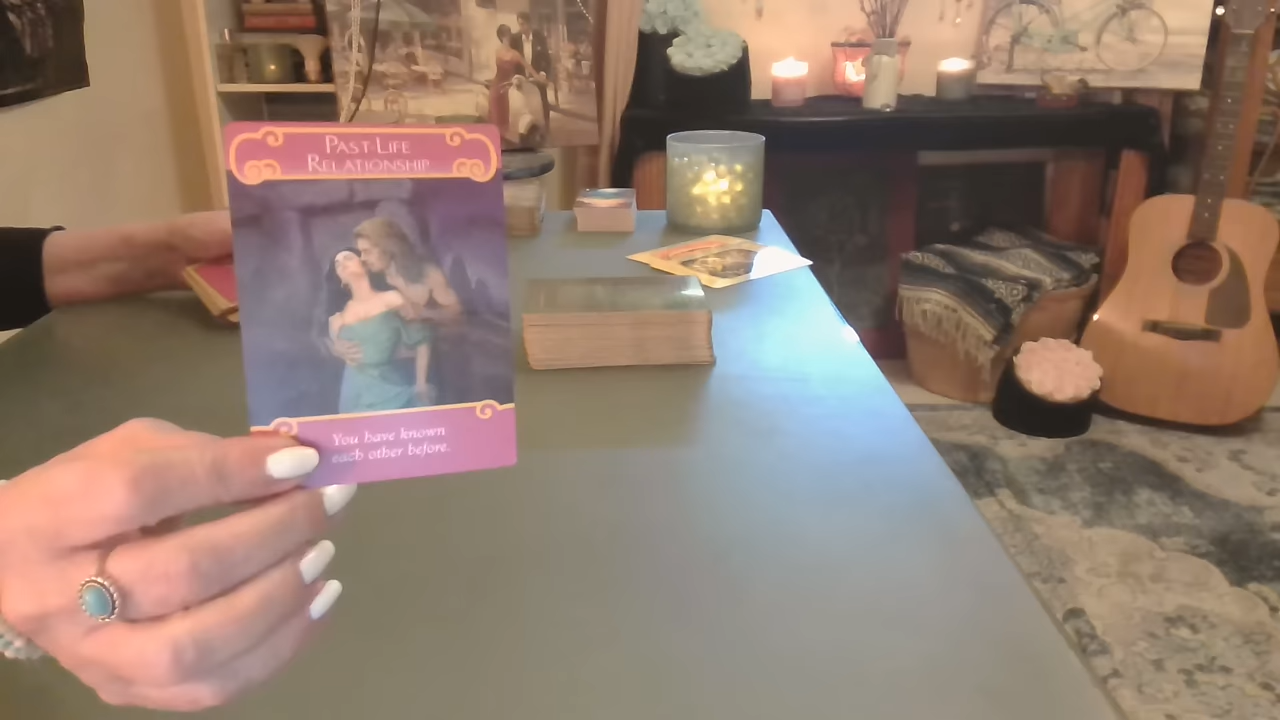 PAST-LIFE
RELATIONSHIP
You have known
each other before.